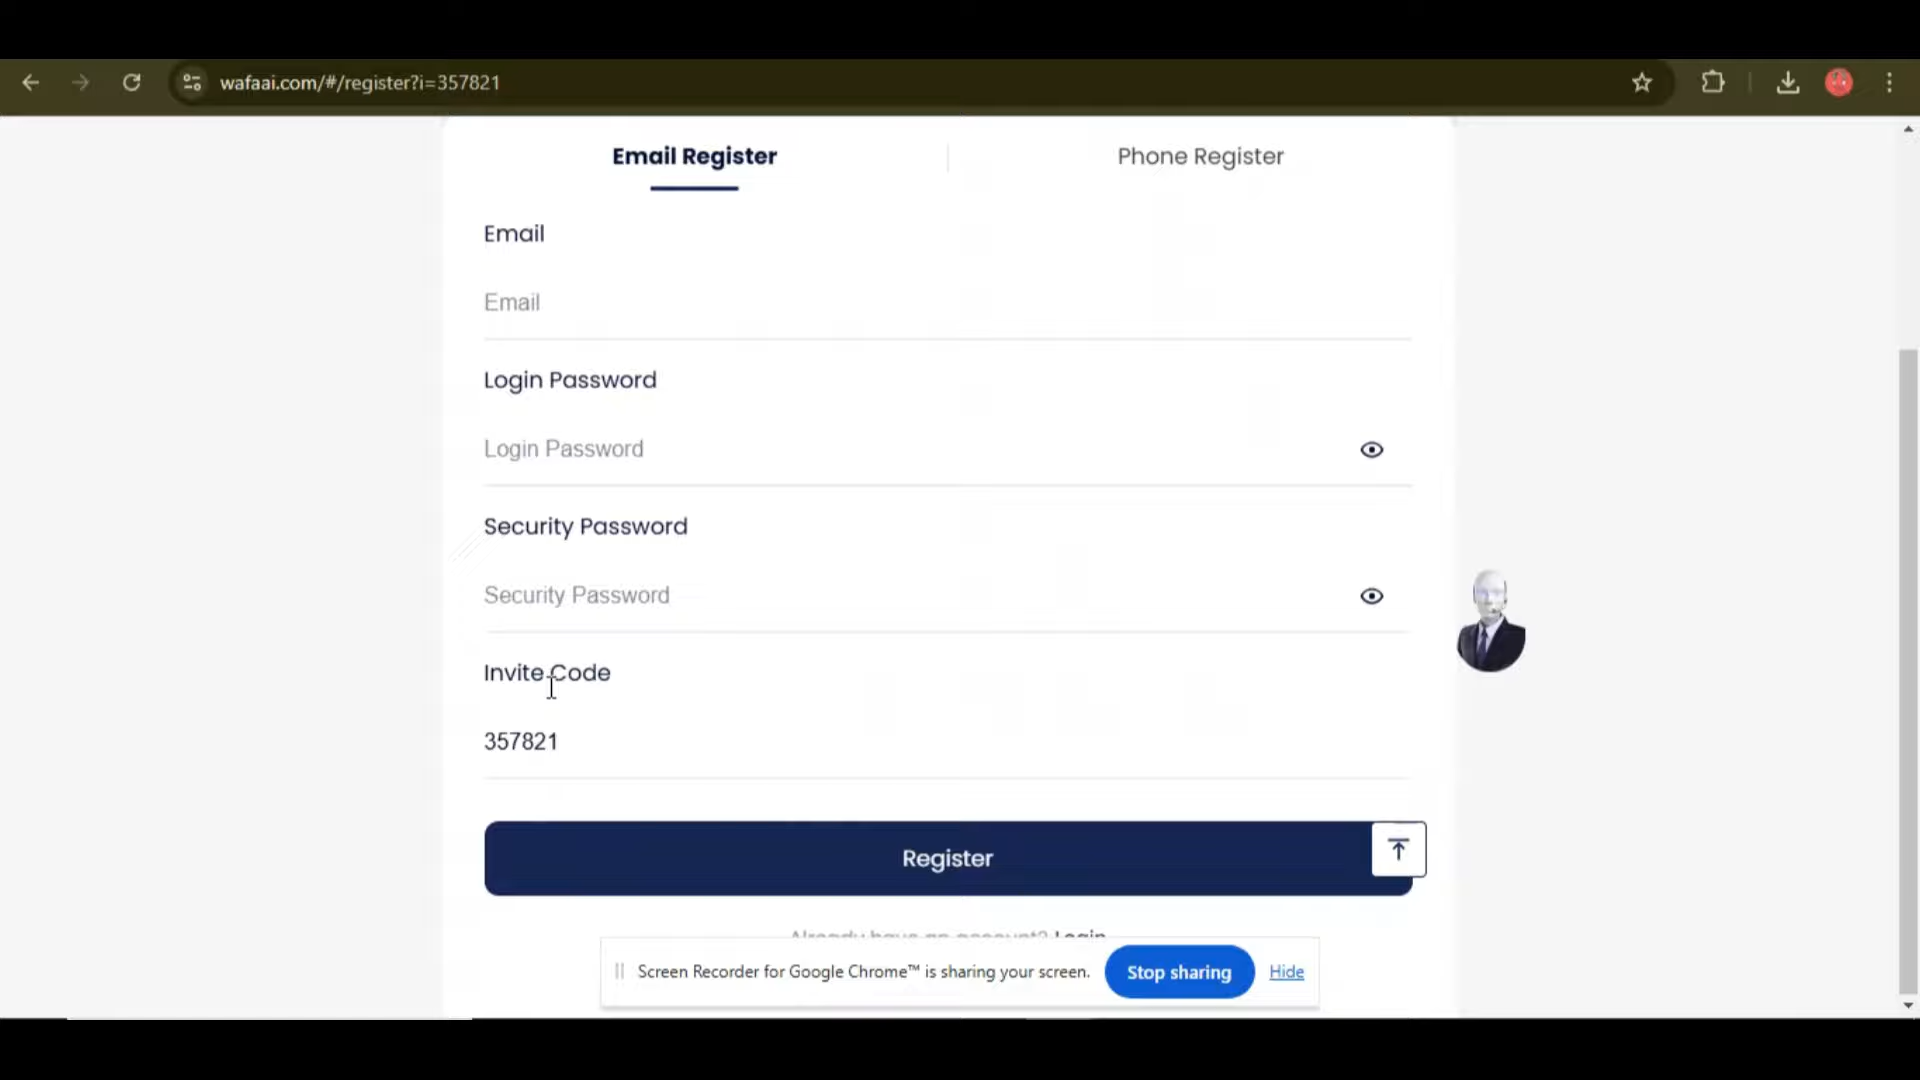 wafaai.com/#/register?i=357821
Email Register
Phone Register
Email
Email
Login Password
Login Password
Security Password
Security Password
Invite Code
357821
Register
Already have an account? Login
Screen Recorder for Google Chrome™ is sharing your screen.
Stop sharing
Hide